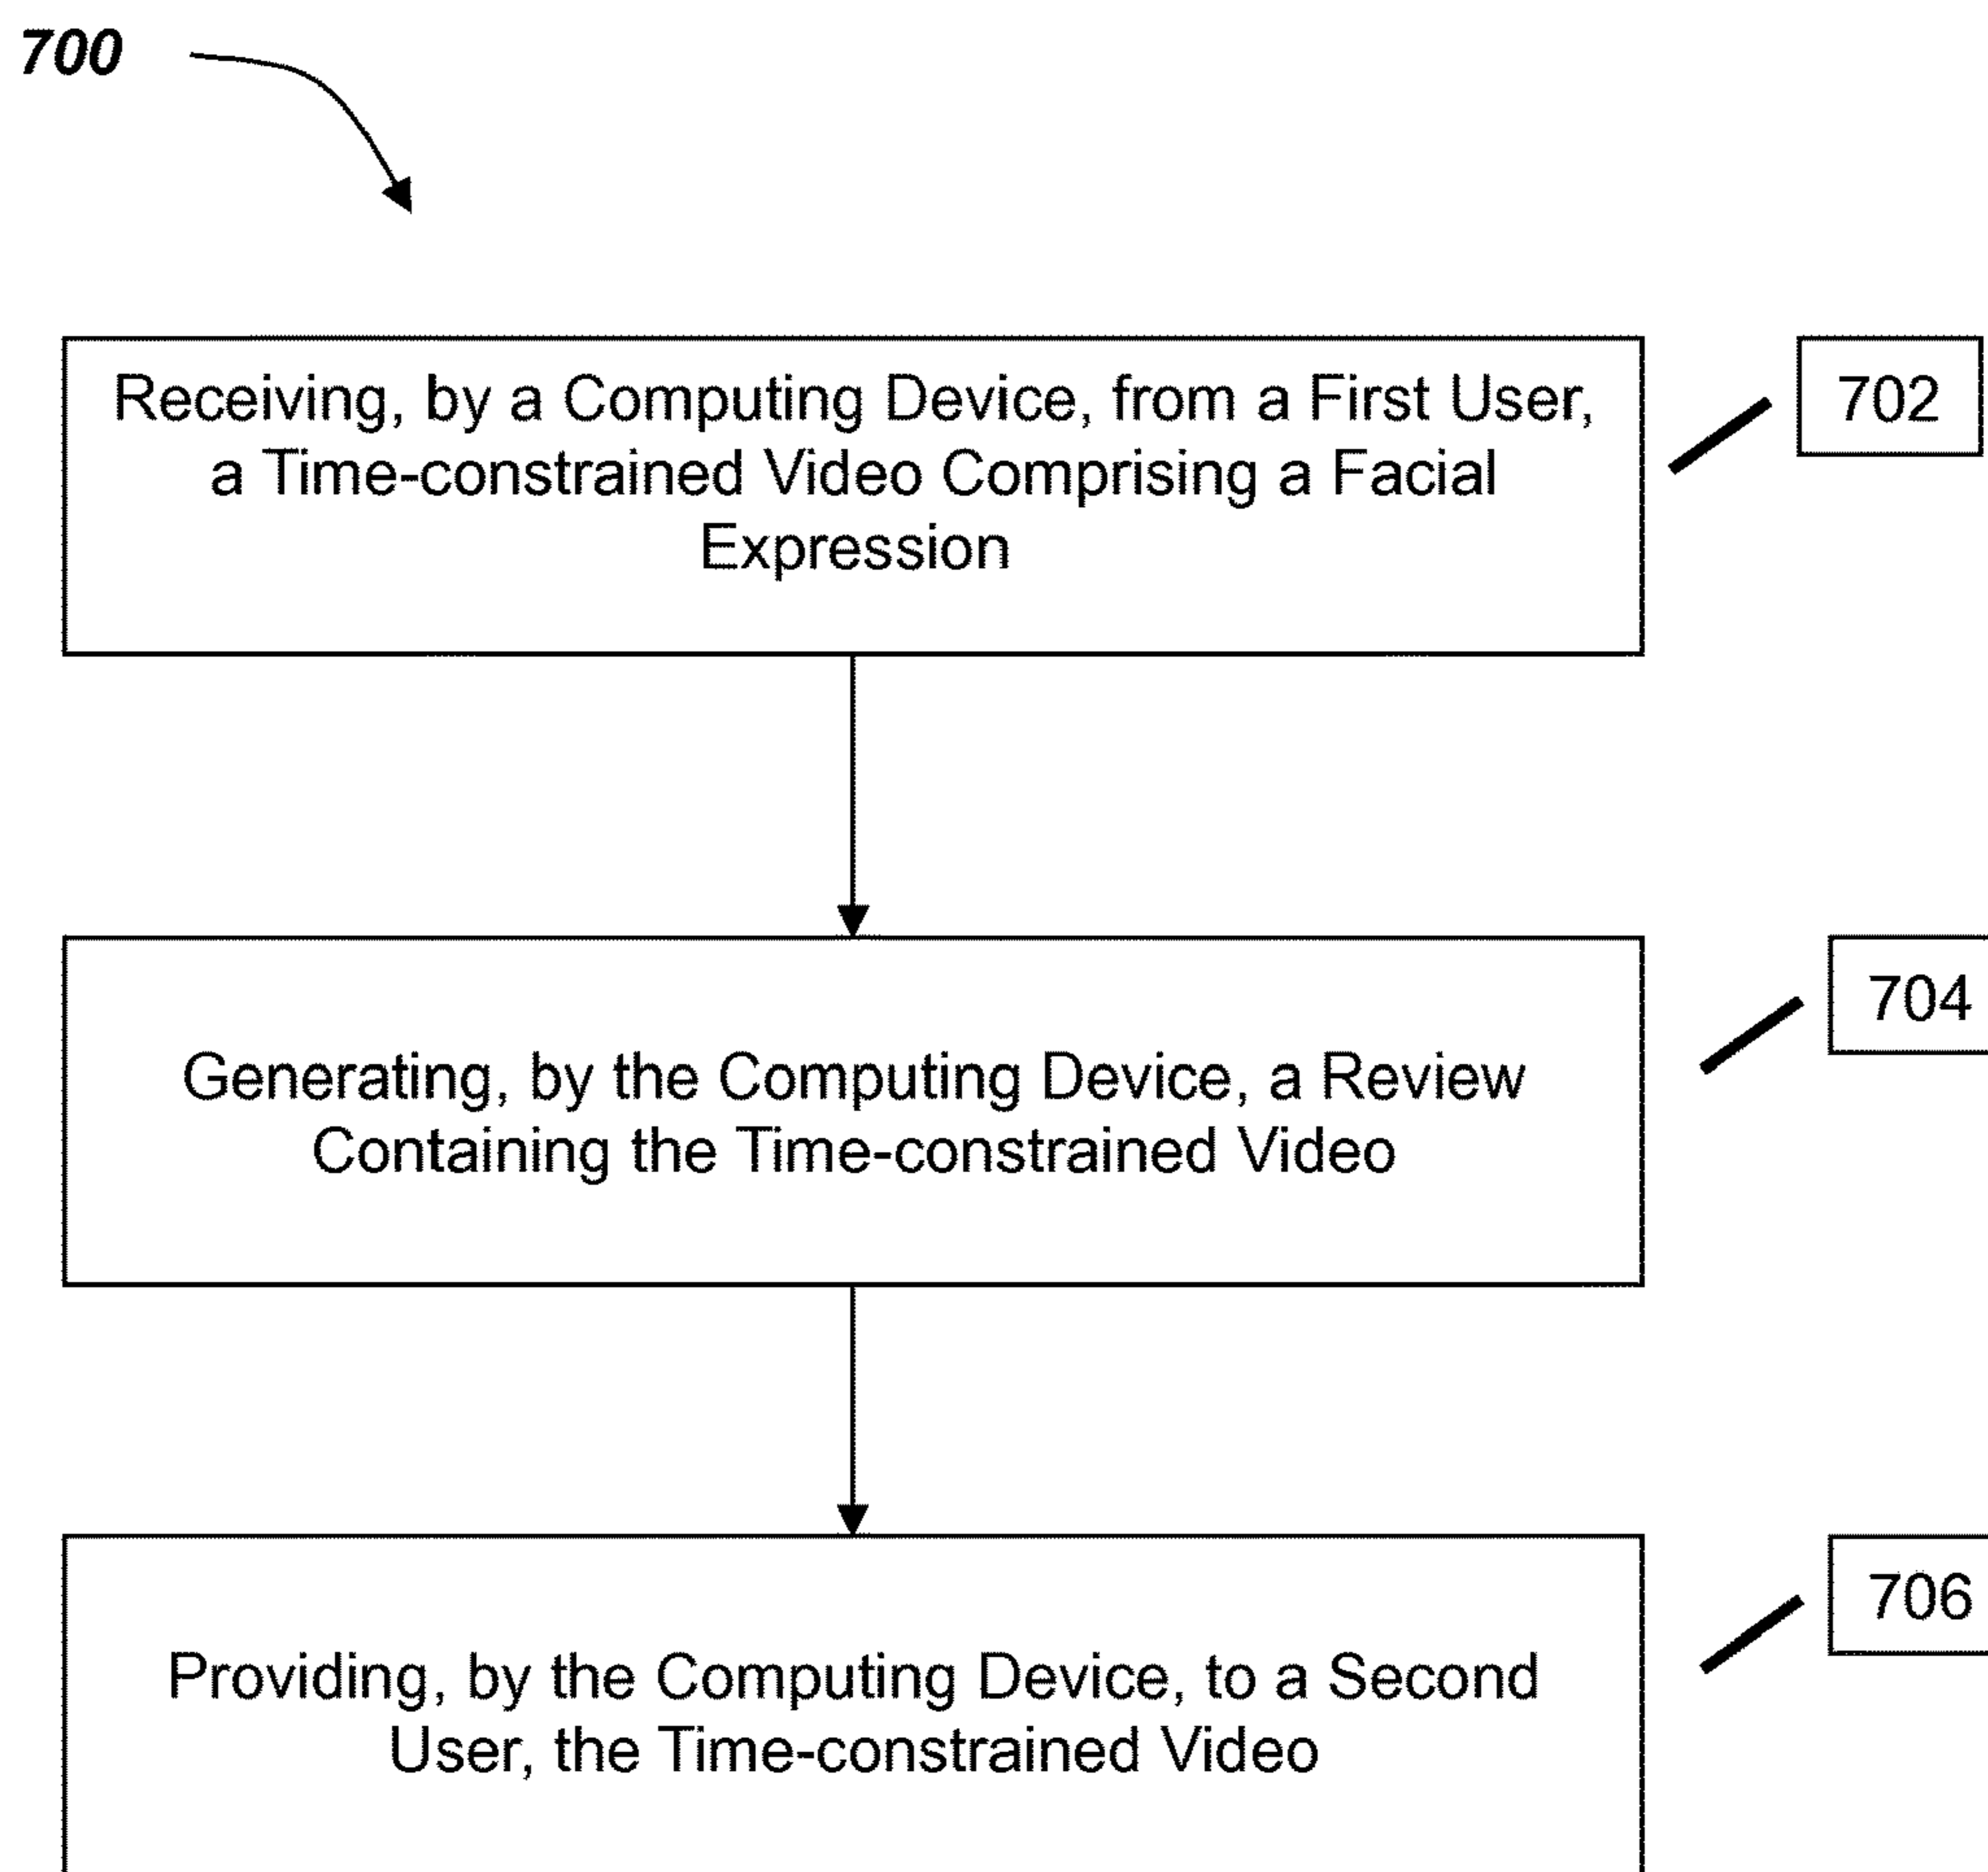 700
Receiving, by a Computing Device, from a First User,
a Time-constrained Video Comprising a Facial
Expression
702
Generating, by the Computing Device, a Review
Containing the Time-constrained Video
704
Providing, by the Computing Device, to a Second
User, the Time-constrained Video
706